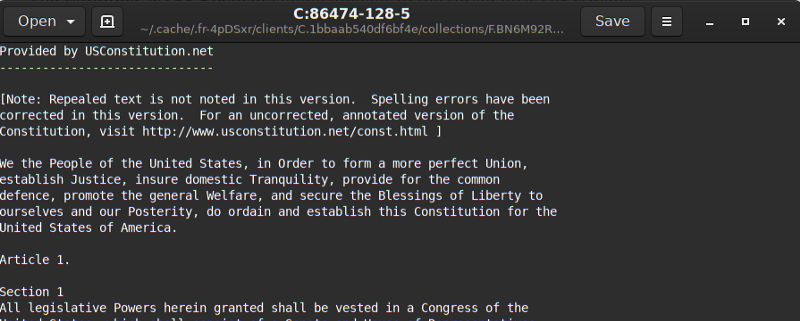 Open
C:86474-128-5
~/.cache/.fr-4pDSxr/clients/C.1bbaab540df6bf4e/collections/F.BN6M92R...
Save
Provided by USConstitution.net
---------------------------
[Note: Repealed text is not noted in this version.  Spelling errors have been
corrected in this version.  For an uncorrected, annotated version of the
Constitution, visit http://www.usconstitution.net/const.html ]
We the People of the United States, in Order to form a more perfect Union,
establish Justice, insure domestic Tranquility, provide for the common
defence, promote the general Welfare, and secure the Blessings of Liberty to
ourselves and our Posterity, do ordain and establish this Constitution for the
United States of America.
Article 1.
Section 1
All legislative Powers herein granted shall be vested in a Congress of the